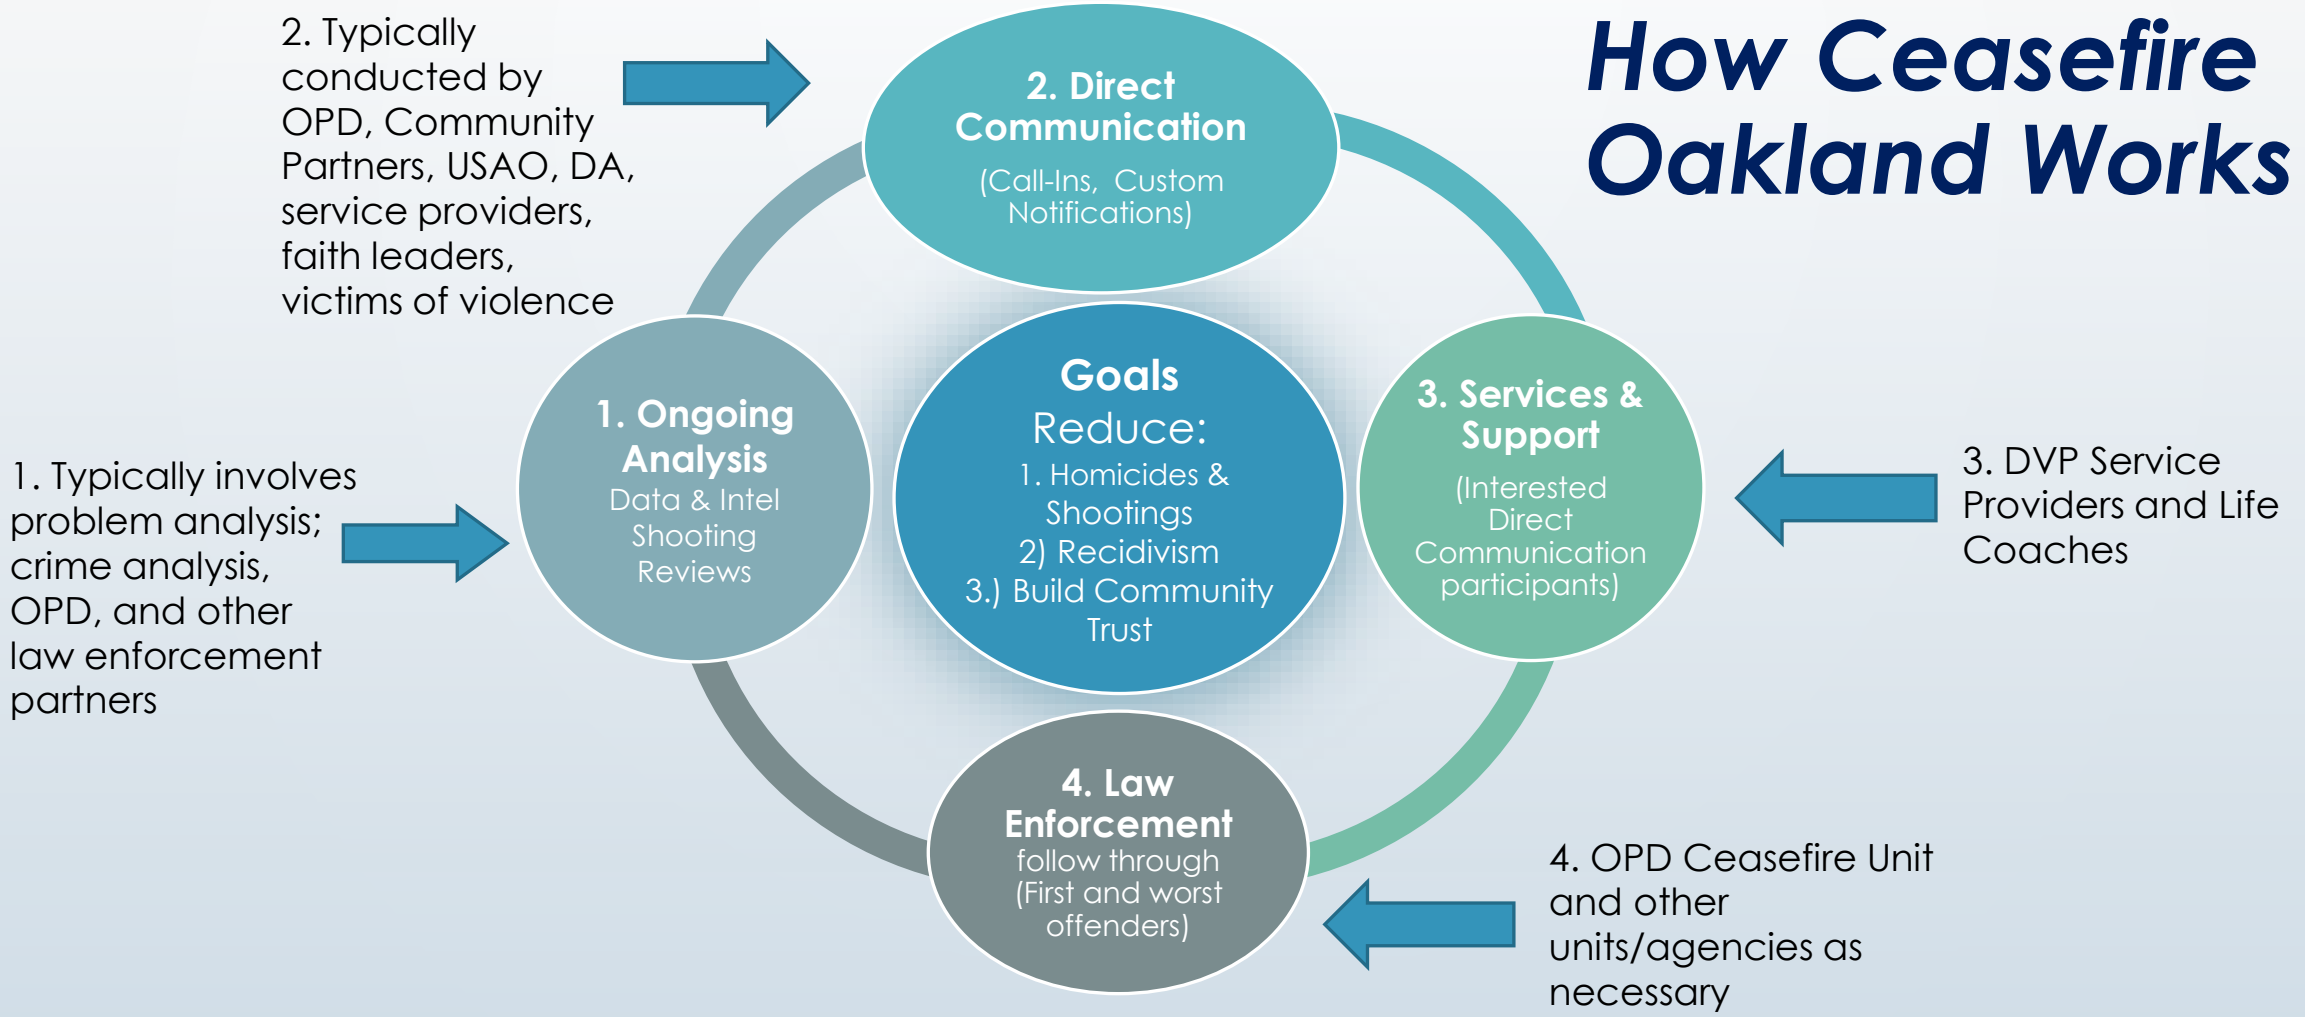 How Ceasefire
Oakland Works
2. Typically
conducted by
OPD, Community
Partners, USAO, DA,
service providers,
faith leaders,
victims of violence
2. Direct
Communication
(Call-Ins, Custom
Notifications)
1. Typically involves
problem analysis;
crime analysis,
OPD, and other
law enforcement
partners
1. Ongoing
Analysis
Data & Intel
Shooting
Reviews
Goals
Reduce:
1. Homicides &
Shootings
2) Recidivism
3.) Build Community
Trust
3. Services &
Support
(Interested
Direct
Communication
participants)
3. DVP Service
Providers and Life
Coaches
4. Law
Enforcement
follow through
(First and worst
offenders)
4. OPD Ceasefire Unit
and other
units/agencies as
necessary